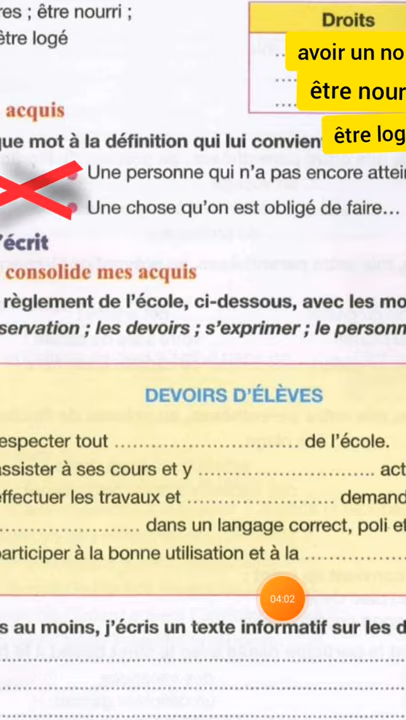 res ; être nourri ;
être logé
Droits
avoir un no
être nour
être log
acquis
que mot à la définition qui lui convien
Une personne qui n'a pas encore attei
Une chose qu'on est obligé de faire...
'écrit
consolide mes acquis
règlement de l'école, ci-dessous, avec les mo
servation ; les devoirs ; s'exprimer ; le personn
DEVOIRS D'ÉLÈVES
especter tout .............................. de l'école.
assister à ses cours et y .............................. act
effectuer les travaux et .............................. demand
.............................. dans un langage correct, poli et
participer à la bonne utilisation et à la ....................
04:02
s au moins, j'écris un texte informatif sur les d